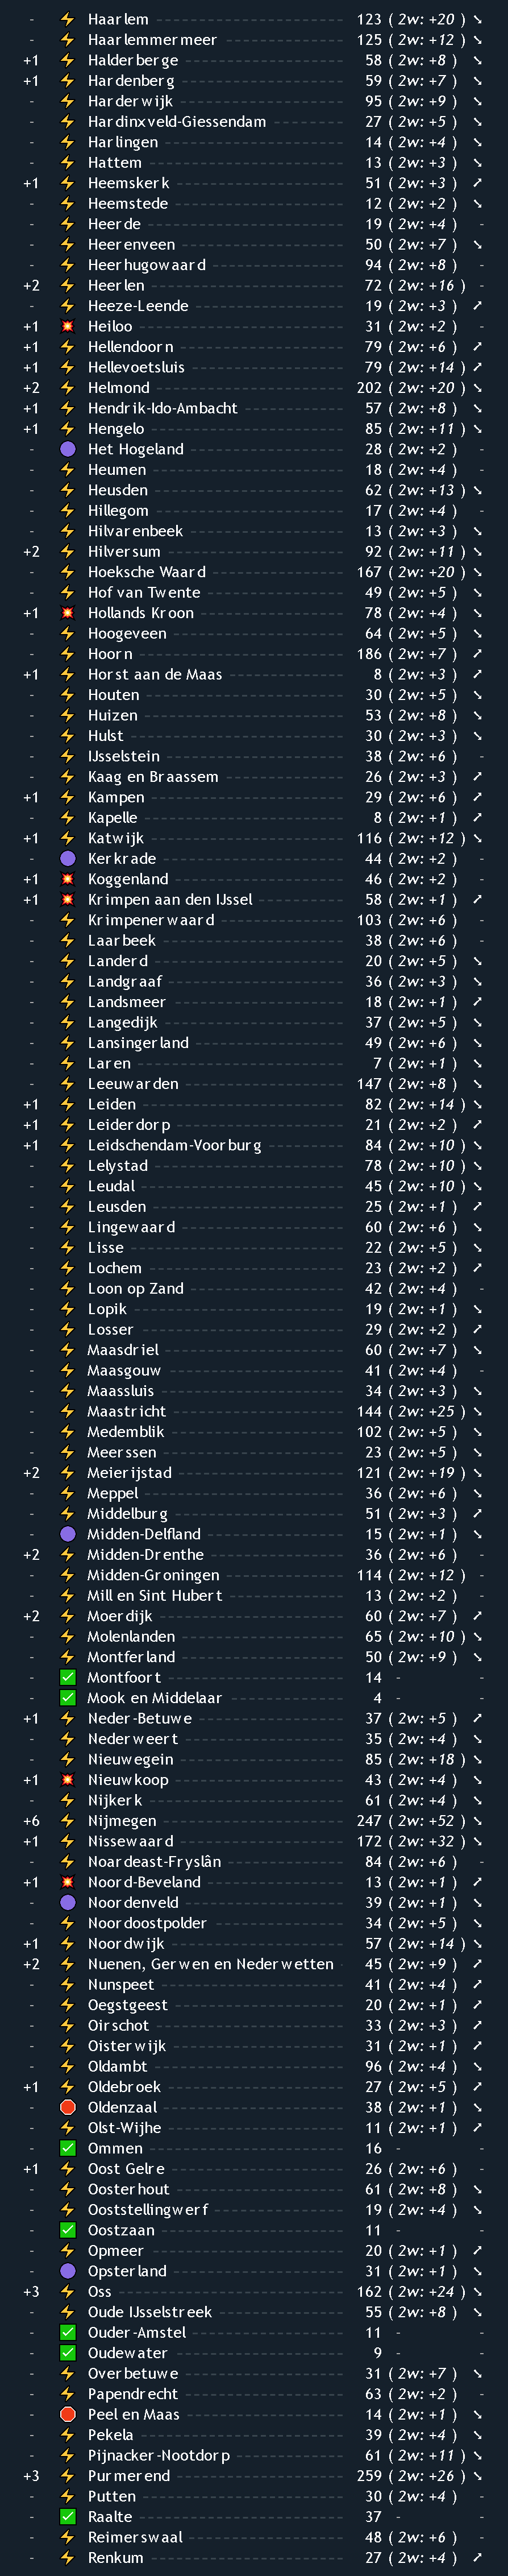 - ⚡ Haarlem 123 ( 2w: +20 ) ➘
- ⚡ Haarlemmermeer 125 ( 2w: +12 ) ➘
+1 ⚡ Halderberge 58 ( 2w: +8 ) ➘
+1 ⚡ Hardenberg 59 ( 2w: +7 ) ➘
- ⚡ Harderwijk 95 ( 2w: +9 ) ➘
- ⚡ Hardinxveld-Giessendam 27 ( 2w: +5 ) ➘
- ⚡ Harlingen 14 ( 2w: +4 ) ➘
- ⚡ Hattem 13 ( 2w: +3 ) ➘
+1 ⚡ Heemskerk 51 ( 2w: +3 ) ➚
- ⚡ Heemstede 12 ( 2w: +2 ) ➘
- ⚡ Heerde 19 ( 2w: +4 ) -
- ⚡ Heerenveen 50 ( 2w: +7 ) ➘
- ⚡ Heerhugowaard 94 ( 2w: +8 ) -
+2 ⚡ Heerlen 72 ( 2w: +16 ) -
- ⚡ Heeze-Leende 19 ( 2w: +3 ) ➚
+1 💥 Heiloo 31 ( 2w: +2 ) -
+1 ⚡ Hellendoorn 79 ( 2w: +6 ) ➚
+1 ⚡ Hellevoetsluis 79 ( 2w: +14 ) ➚
+2 ⚡ Helmond 202 ( 2w: +20 ) ➘
+1 ⚡ Hendrik-Ido-Ambacht 57 ( 2w: +8 ) ➘
+1 ⚡ Hengelo 85 ( 2w: +11 ) ➘
- 🟣 Het Hogeland 28 ( 2w: +2 ) -
- ⚡ Heumen 18 ( 2w: +4 ) -
- ⚡ Heusden 62 ( 2w: +13 ) ➘
- ⚡ Hillegom 17 ( 2w: +4 ) -
- ⚡ Hilvarenbeek 13 ( 2w: +3 ) ➘
+2 ⚡ Hilversum 92 ( 2w: +11 ) ➘
- ⚡ Hoeksche Waard 167 ( 2w: +20 ) ➘
- ⚡ Hof van Twente 49 ( 2w: +5 ) ➘
+1 💥 Hollands Kroon 78 ( 2w: +4 ) ➘
- ⚡ Hoogeveen 64 ( 2w: +5 ) ➘
- ⚡ Hoorn 186 ( 2w: +7 ) ➚
+1 ⚡ Horst aan de Maas 8 ( 2w: +3 ) ➚
- ⚡ Houten 30 ( 2w: +5 ) ➘
- ⚡ Huizen 53 ( 2w: +8 ) ➘
- ⚡ Hulst 30 ( 2w: +3 ) ➘
- ⚡ IJsselstein 38 ( 2w: +6 ) -
- ⚡ Kaag en Braassem 26 ( 2w: +3 ) ➚
+1 ⚡ Kampen 29 ( 2w: +6 ) ➚
- ⚡ Kapelle 8 ( 2w: +1 ) ➚
+1 ⚡ Katwijk 116 ( 2w: +12 ) ➘
- 🟣 Kerkrade 44 ( 2w: +2 ) -
+1 💥 Koggenland 46 ( 2w: +2 ) -
+1 💥 Krimpen aan den IJssel 58 ( 2w: +1 ) ➚
- ⚡ Krimpenerwaard 103 ( 2w: +6 ) -
- ⚡ Laarbeek 38 ( 2w: +6 ) -
- ⚡ Landerd 20 ( 2w: +5 ) ➘
- ⚡ Landgraaf 36 ( 2w: +3 ) ➘
- ⚡ Landsmeer 18 ( 2w: +1 ) ➚
- ⚡ Langedijk 37 ( 2w: +5 ) ➘
- ⚡ Lansingerland 49 ( 2w: +6 ) ➘
- ⚡ Laren 7 ( 2w: +1 ) ➘
- ⚡ Leeuwarden 147 ( 2w: +8 ) ➘
+1 ⚡ Leiden 82 ( 2w: +14 ) ➘
+1 ⚡ Leiderdorp 21 ( 2w: +2 ) ➚
+1 ⚡ Leidschendam-Voorburg 84 ( 2w: +10 ) ➘
- ⚡ Lelystad 78 ( 2w: +10 ) ➘
- ⚡ Leudal 45 ( 2w: +10 ) ➘
- ⚡ Leusden 25 ( 2w: +1 ) ➚
- ⚡ Lingewaard 60 ( 2w: +6 ) ➘
- ⚡ Lisse 22 ( 2w: +5 ) ➘
- ⚡ Lochem 23 ( 2w: +2 ) ➚
- ⚡ Loon op Zand 42 ( 2w: +4 ) -
- ⚡ Lopik 19 ( 2w: +1 ) ➘
- ⚡ Losser 29 ( 2w: +2 ) ➚
- ⚡ Maasdriel 60 ( 2w: +7 ) ➘
- ⚡ Maasgouw 41 ( 2w: +4 ) -
- ⚡ Maassluis 34 ( 2w: +3 ) ➘
- ⚡ Maastricht 144 ( 2w: +25 ) ➘
- ⚡ Medemblik 102 ( 2w: +5 ) ➘
- ⚡ Meerssen 23 ( 2w: +5 ) ➘
+2 ⚡ Meierijstad 121 ( 2w: +19 ) ➘
- ⚡ Meppel 36 ( 2w: +6 ) ➘
- ⚡ Middelburg 51 ( 2w: +3 ) ➚
- 🟣 Midden-Delfland 15 ( 2w: +1 ) ➘
+2 ⚡ Midden-Drenthe 36 ( 2w: +6 ) -
- ⚡ Midden-Groningen 114 ( 2w: +12 ) -
- ⚡ Mill en Sint Hubert 13 ( 2w: +2 ) -
+2 ⚡ Moerdijk 60 ( 2w: +7 ) ➚
- ⚡ Molenlanden 65 ( 2w: +10 ) ➘
- ⚡ Montferland 50 ( 2w: +9 ) ➘
- ✅ Montfoort 14 - -
- ✅ Mook en Middelaar 4 - -
+1 ⚡ Neder-Betuwe 37 ( 2w: +5 ) ➚
- ⚡ Nederweert 35 ( 2w: +4 ) ➘
- ⚡ Nieuwegein 85 ( 2w: +18 ) ➘
+1 💥 Nieuwkoop 43 ( 2w: +4 ) ➘
- ⚡ Nijkerk 61 ( 2w: +4 ) ➘
+6 ⚡ Nijmegen 247 ( 2w: +52 ) ➘
+1 ⚡ Nissewaard 172 ( 2w: +32 ) ➘
- ⚡ Noardeast-Fryslân 84 ( 2w: +6 ) -
+1 💥 Noord-Beveland 13 ( 2w: +1 ) ➚
- 🟣 Noordenveld 39 ( 2w: +1 ) ➘
- ⚡ Noordoostpolder 34 ( 2w: +5 ) ➘
+1 ⚡ Noordwijk 57 ( 2w: +14 ) ➘
+2 ⚡ Nuenen, Gerwen en Nederwetten 45 ( 2w: +9 ) ➚
- ⚡ Nunspeet 41 ( 2w: +4 ) ➚
- ⚡ Oegstgeest 20 ( 2w: +1 ) ➚
- ⚡ Oirschot 33 ( 2w: +3 ) ➚
- ⚡ Oisterwijk 31 ( 2w: +1 ) ➚
- ⚡ Oldambt 96 ( 2w: +4 ) ➘
+1 ⚡ Oldebroek 27 ( 2w: +5 ) ➚
- 🛑 Oldenzaal 38 ( 2w: +1 ) ➘
- ⚡ Olst-Wijhe 11 ( 2w: +1 ) ➚
- ✅ Ommen 16 - -
+1 ⚡ Oost Gelre 26 ( 2w: +6 ) -
- ⚡ Oosterhout 61 ( 2w: +8 ) ➘
- ⚡ Ooststellingwerf 19 ( 2w: +4 ) ➘
- ✅ Oostzaan 11 - -
- ⚡ Opmeer 20 ( 2w: +1 ) ➚
- 🟣 Opsterland 31 ( 2w: +1 ) ➘
+3 ⚡ Oss 162 ( 2w: +24 ) ➘
- ⚡ Oude IJsselstreek 55 ( 2w: +8 ) ➘
- ✅ Ouder-Amstel 11 - -
- ✅ Oudewater 9 - -
- ⚡ Overbetuwe 31 ( 2w: +7 ) ➘
- ⚡ Papendrecht 63 ( 2w: +2 ) -
- 🛑 Peel en Maas 14 ( 2w: +1 ) ➘
- ⚡ Pekela 39 ( 2w: +4 ) ➘
- ⚡ Pijnacker-Nootdorp 61 ( 2w: +11 ) ➘
+3 ⚡ Purmerend 259 ( 2w: +26 ) ➘
- ⚡ Putten 30 ( 2w: +4 ) -
- ✅ Raalte 37 - -
- ⚡ Reimerswaal 48 ( 2w: +6 ) -
- ⚡ Renkum 27 ( 2w: +4 ) ➚